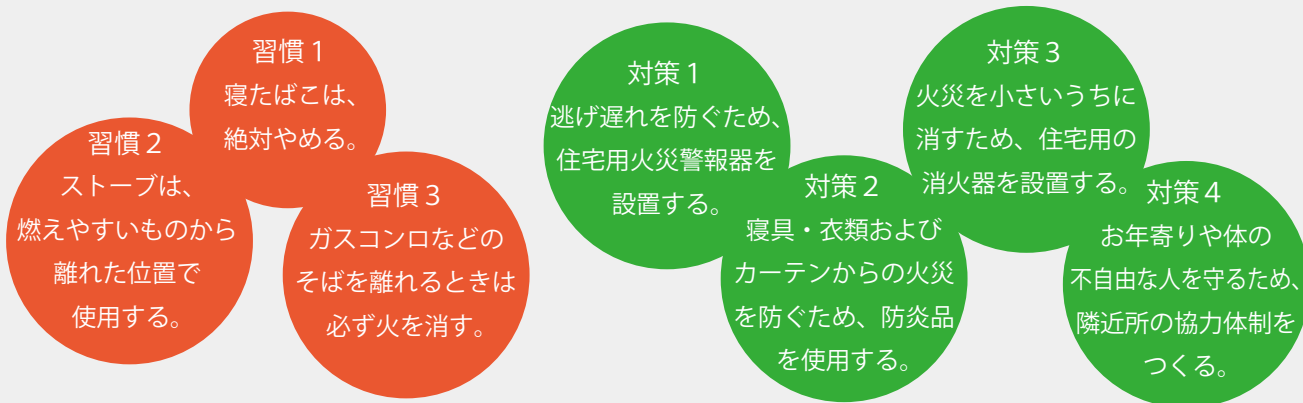 習慣１
寝たばこは、
絶対やめる。
習慣２
ストーブは、
燃えやすいものから
離れた位置で
使用する。
習慣３
ガスコンロなどの
そばを離れるときは
必ず火を消す。
対策１
逃げ遅れを防ぐため、
住宅用火災警報器を
設置する。
対策２
寝具・衣類および
カーテンからの火災
を防ぐため、防炎品
を使用する。
対策３
火災を小さいうちに
消すため、住宅用の
消火器を設置する。
対策４
お年寄りや体の
不自由な人を守るため、
隣近所の協力体制を
つくる。